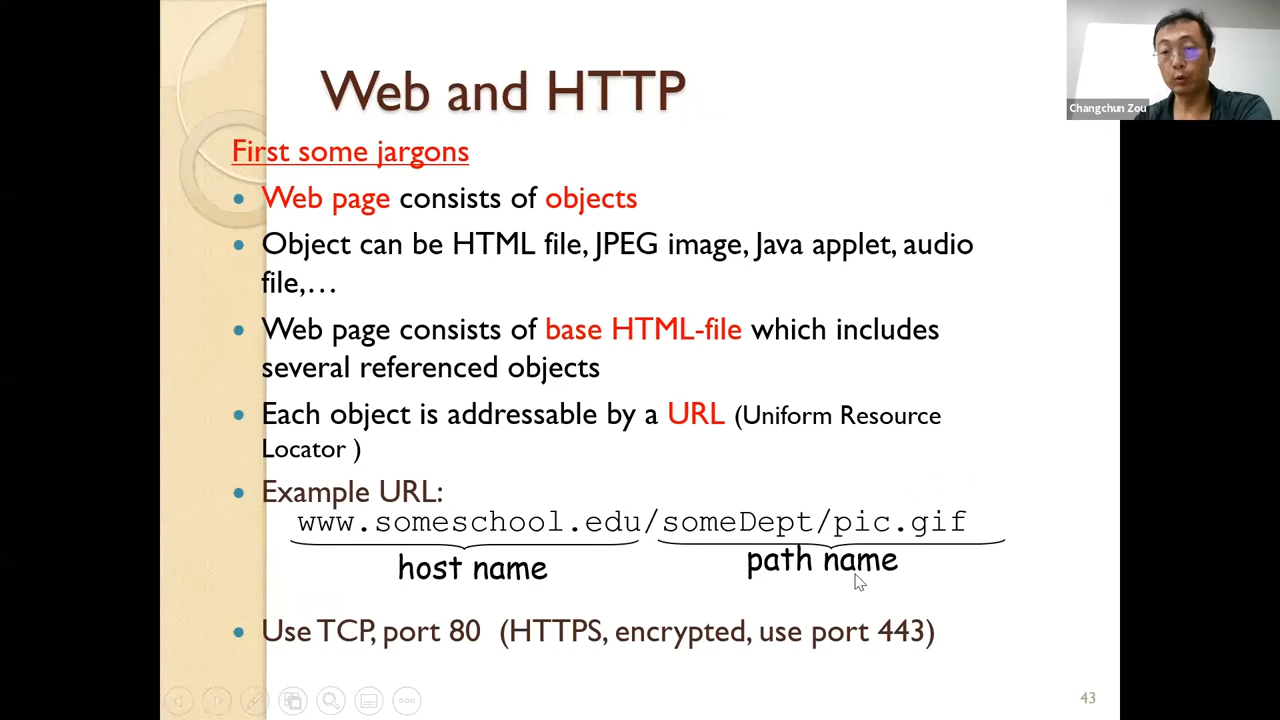 Changchun Zou
Web and HTTP
First some jargons
• Web page consists of objects
• Object can be HTML file, JPEG image, Java applet, audio
file,…
• Web page consists of base HTML-file which includes
several referenced objects
• Each object is addressable by a URL (Uniform Resource
Locator )
• Example URL:
www.someschool.edu/someDept/pic.gif
host name
path name
• Use TCP, port 80 (HTTPS, encrypted, use port 443)
43